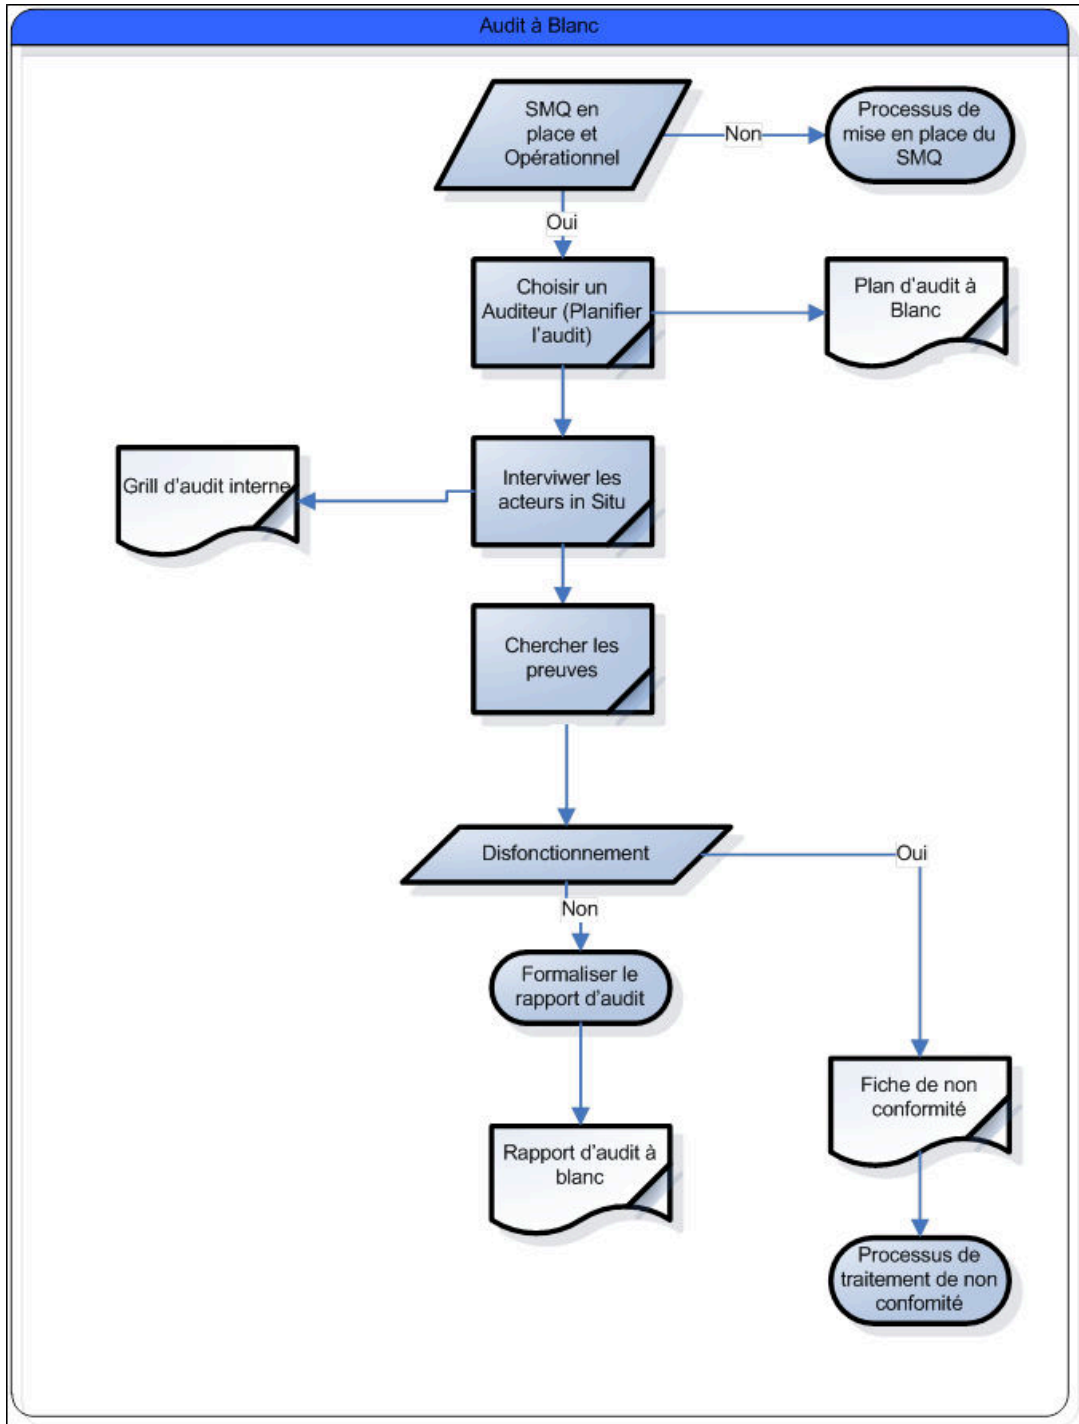 Audit à Blanc
SMQ en
place et
Opérationnel
Non
Processus de
mise en place du
SMQ
Oui
Choisir un
Auditeur (Planifier
l'audit)
Plan d'audit à
Blanc
Grill d'audit interne
Interviwer les
acteurs in Situ
Chercher les
preuves
Disfonctionnement
Oui
Non
Formaliser le
rapport d'audit
Fiche de non
conformité
Rapport d'audit à
blanc
Processus de
traitement de non
confomité